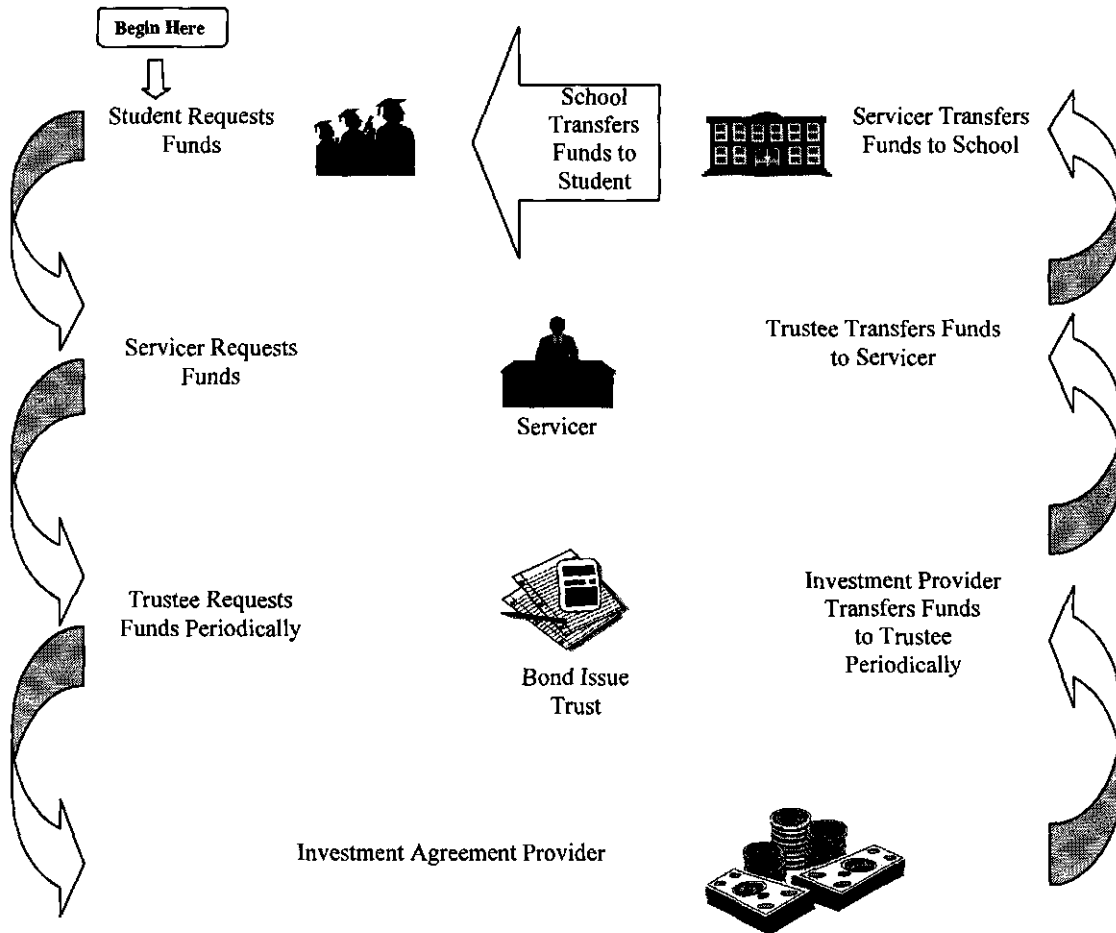 Begin Here
Student Requests
Funds
School
Transfers
Funds to
Student
Servicer Transfers
Funds to School
Servicer Requests
Funds
Servicer
Trustee Transfers Funds
to Servicer
Trustee Requests
Funds Periodically
Bond Issue
Trust
Investment Provider
Transfers Funds
to Trustee
Periodically
Investment Agreement Provider